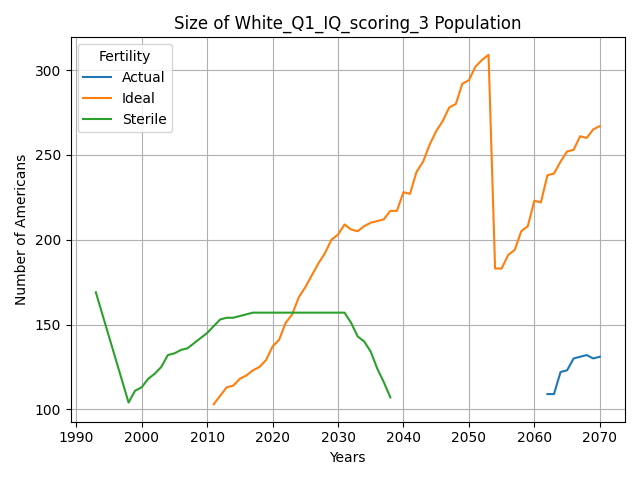 Size of White_Q1_IQ_scoring_3 Population
Number of Americans
300
250
200
150
100
Fertility
Actual
Ideal
Sterile
1990 2000 2010 2020 2030 2040 2050 2060 2070
Years